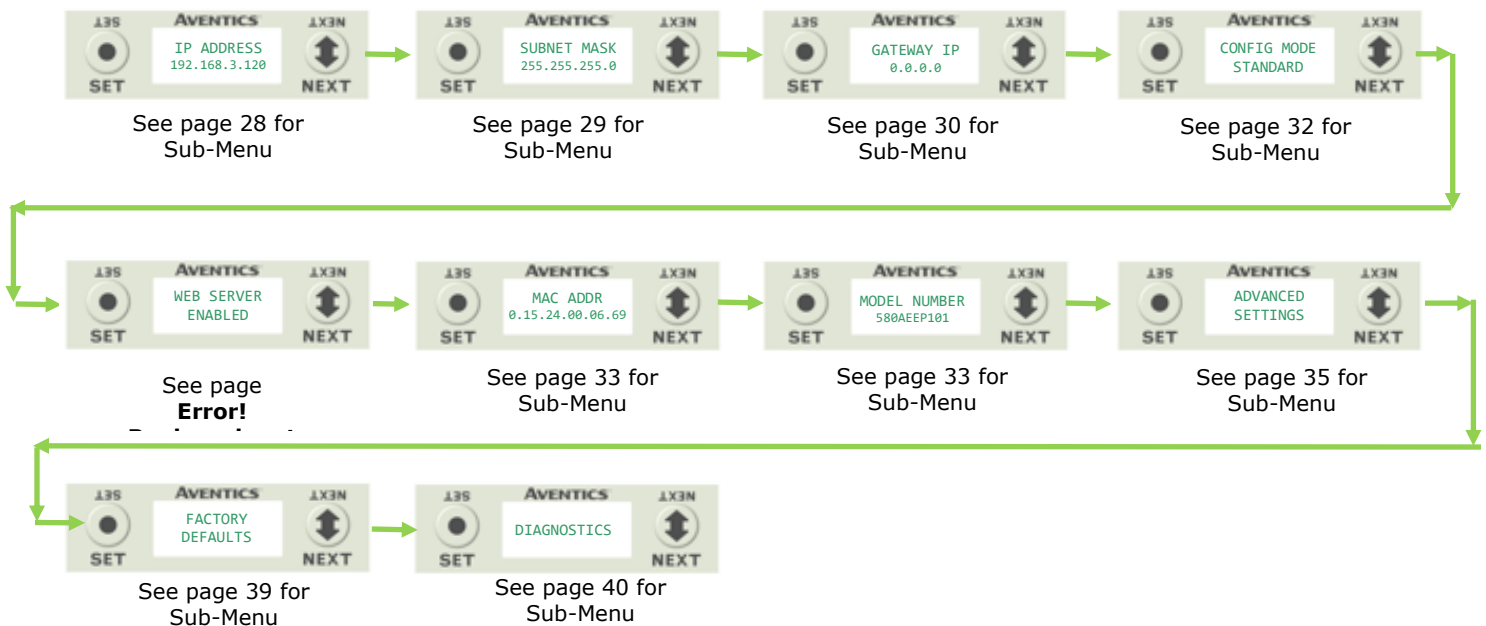 SET AVENTICS NEXT
IP ADDRESS
192.168.3.120
SET NEXT
See page 28 for
Sub-Menu
SET AVENTICS NEXT
SUBNET MASK
255.255.255.0
SET NEXT
See page 29 for
Sub-Menu
SET AVENTICS NEXT
GATEWAY IP
0.0.0.0
SET NEXT
See page 30 for
Sub-Menu
SET AVENTICS NEXT
CONFIG MODE
STANDARD
SET NEXT
See page 32 for
Sub-Menu
SET AVENTICS NEXT
WEB SERVER
ENABLED
SET NEXT
See page
Error!
SET AVENTICS NEXT
MAC ADDR
0.15.24.00.06.69
SET NEXT
See page 33 for
Sub-Menu
SET AVENTICS NEXT
MODEL NUMBER
580AEEP101
SET NEXT
See page 33 for
Sub-Menu
SET AVENTICS NEXT
ADVANCED
SETTINGS
SET NEXT
See page 35 for
Sub-Menu
SET AVENTICS NEXT
FACTORY
DEFAULTS
SET NEXT
See page 39 for
Sub-Menu
SET AVENTICS NEXT
DIAGNOSTICS
SET NEXT
See page 40 for
Sub-Menu